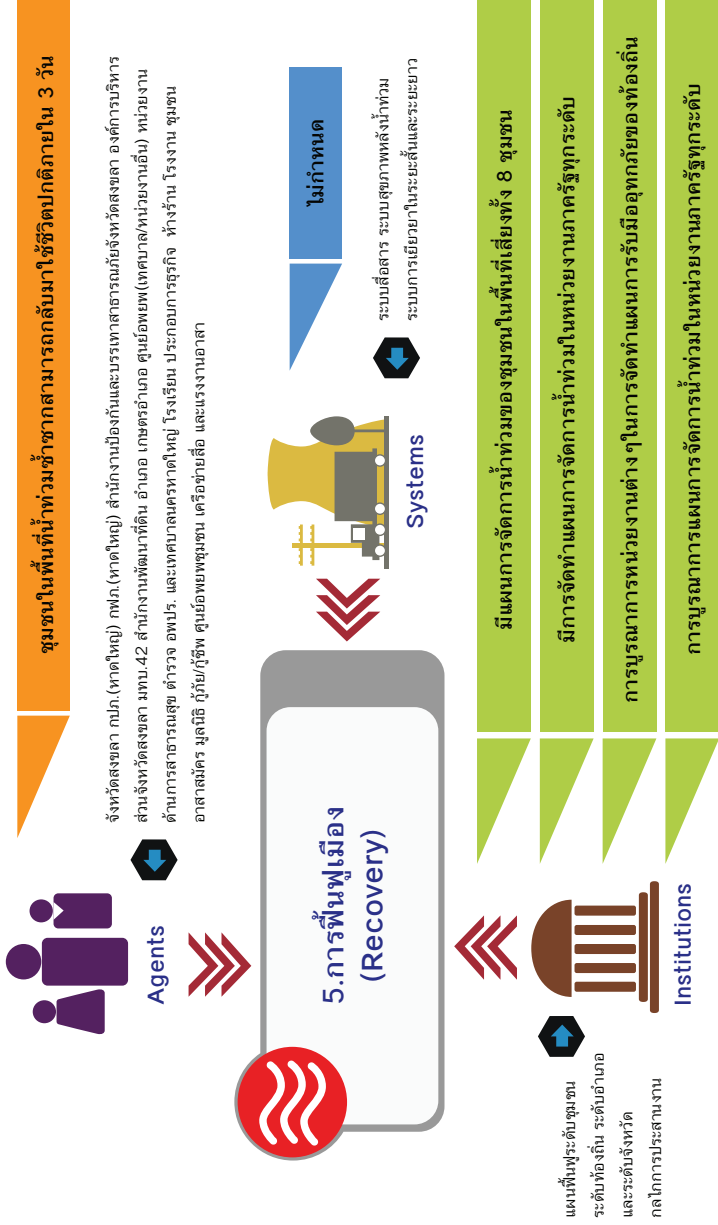 ชุมชนในพื้นที่น้ำท่วมซ้ำซากสามารถกลับมาใช้ชีวิตปกติภายใน 3 วัน
จังหวัดสงขลา กปภ.(หาดใหญ่) กฟภ.(หาดใหญ่) สำนักงานป้องกันและบรรเทาสาธารณภัยจังหวัดสงขลา องค์การบริหาร
ส่วนจังหวัดสงขลา มทบ.42 สำนักงานพัฒนาที่ดิน อำเภอ เกษตรอำเภอ ศูนย์อพยพ(เทศบาล/หน่วยงานอื่น) หน่วยงาน
ด้านการสาธารณสุข ตำรวจ อพปร. และเทศบาลนครหาดใหญ่ โรงเรียน ประกอบการธุรกิจ ห้างร้าน โรงงาน ชุมชน
อาสาสมัคร มูลนิธิ กู้ภัย/กู้ชีพ ศูนย์อพยพชุมชน เครือข่ายสื่อ และแรงงานอาสา
Agents
5.การฟื้นฟูเมือง
(Recovery)
ไม่กำหนด
ระบบสื่อสาร ระบบสุขภาพหลังน้ำท่วม
ระบบการเยียวยาในระยะสั้นและระยะยาว
Systems
มีแผนการจัดการน้ำท่วมของชุมชนในพื้นที่เสี่ยงทั้ง 8 ชุมชน
มีการจัดทำแผนการจัดการน้ำท่วมในหน่วยงานภาครัฐทุกระดับ
การบูรณาการหน่วยงานต่าง ๆในการจัดทำแผนการรับมืออุทกภัยของท้องถิ่น
การบูรณาการแผนการจัดการน้ำท่วมในหน่วยงานภาครัฐทุกระดับ
Institutions
แผนฟื้นฟูระดับชุมชน
ระดับท้องถิ่น ระดับอำเภอ
และระดับจังหวัด
กลไกการประสานงาน